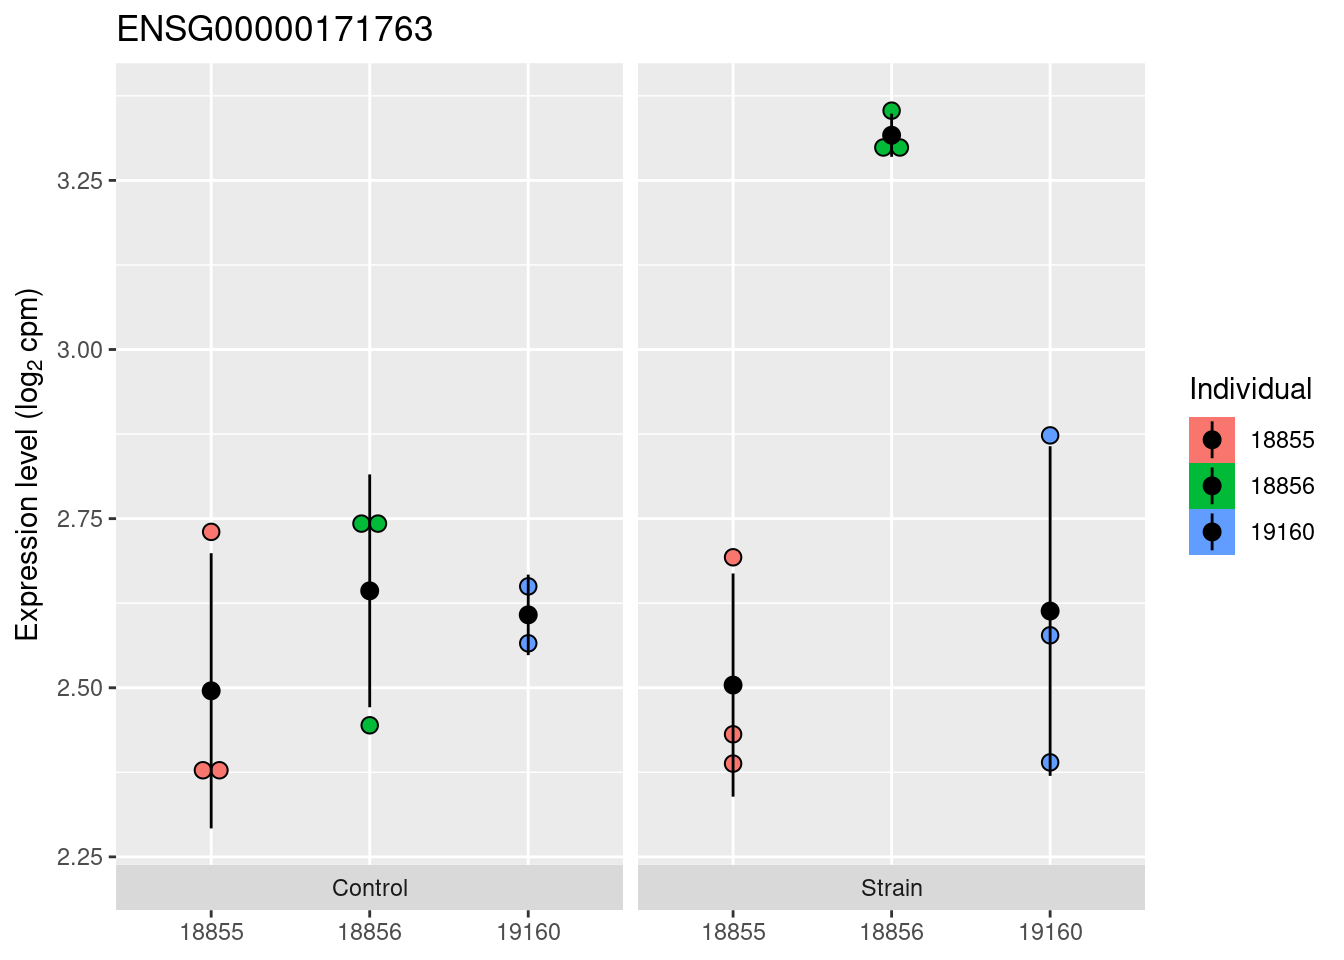 ENSG00000171763
Expression level (log₂ cpm)
3.25
3.00
2.75
2.50
2.25
Control
Strain
18855
18856
19160
18855
18856
19160
Individual
18855
18856
19160